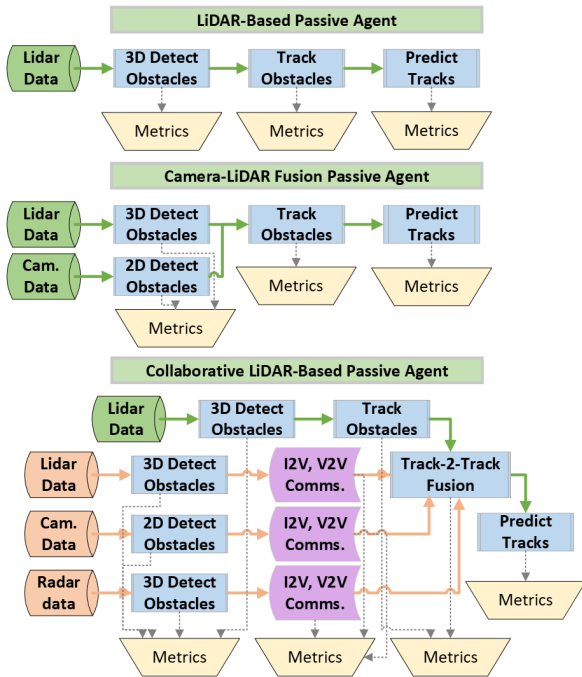 LiDAR-Based Passive Agent
Lidar
Data
3D Detect
Obstacles
Track
Obstacles
Predict
Tracks
Metrics
Metrics
Metrics
Camera-LiDAR Fusion Passive Agent
Lidar
Data
3D Detect
Obstacles
Track
Obstacles
Predict
Tracks
Cam.
Data
2D Detect
Obstacles
Metrics
Metrics
Metrics
Collaborative LiDAR-Based Passive Agent
Lidar
Data
3D Detect
Obstacles
Track
Obstacles
Lidar
Data
3D Detect
Obstacles
I2V, V2V
Comms.
Track-2-Track
Fusion
Cam.
Data
2D Detect
Obstacles
I2V, V2V
Comms.
Predict
Tracks
Radar
data
3D Detect
Obstacles
I2V, V2V
Comms.
Metrics
Metrics
Metrics
Metrics